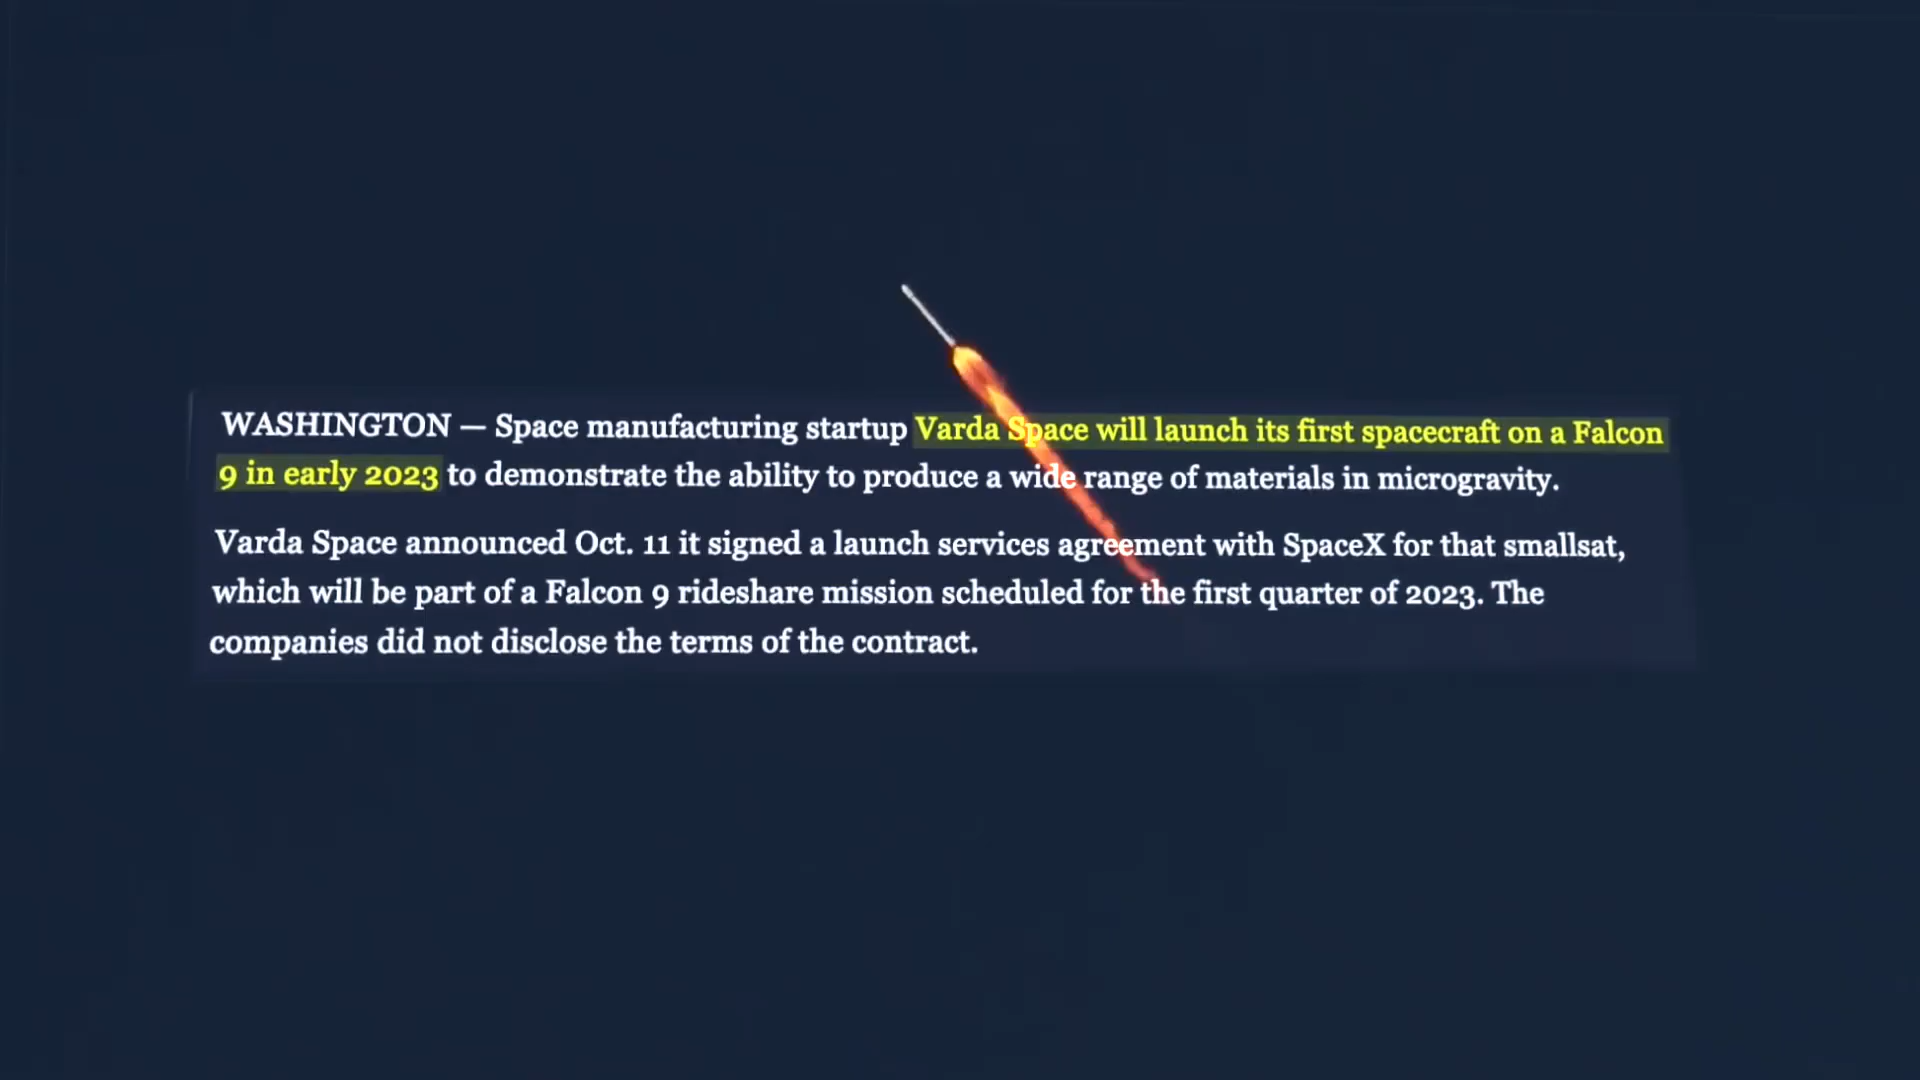 WASHINGTON — Space manufacturing startup Varda Space will launch its first spacecraft on a Falcon
9 in early 2023 to demonstrate the ability to produce a wide range of materials in microgravity.
Varda Space announced Oct. 11 it signed a launch services agreement with SpaceX for that smallsat,
which will be part of a Falcon 9 rideshare mission scheduled for the first quarter of 2023. The
companies did not disclose the terms of the contract.